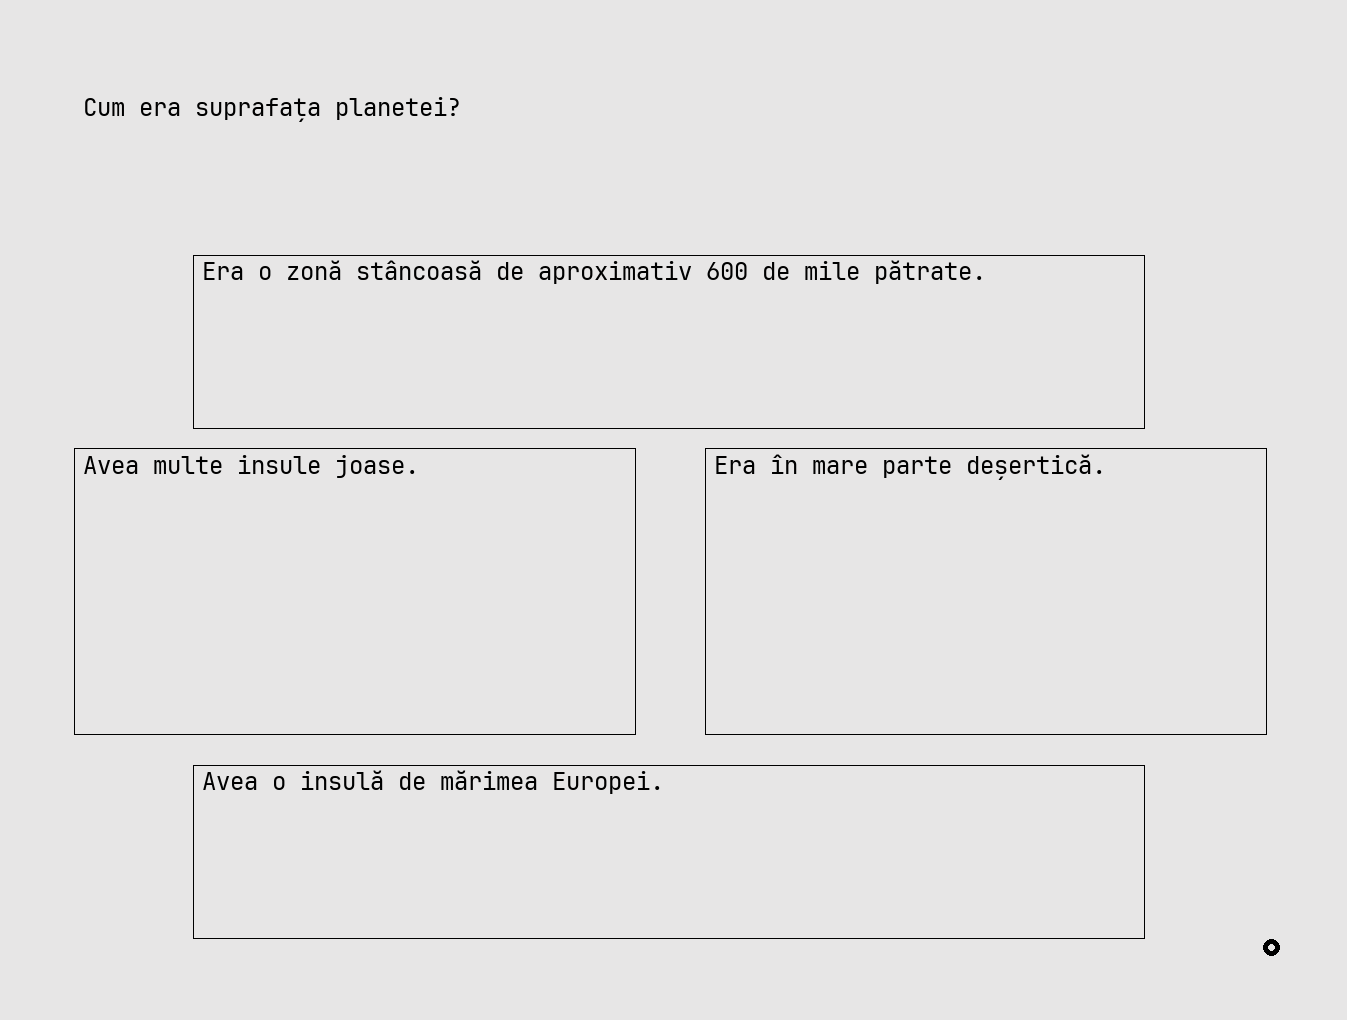 Cum era suprafața planetei?
Era o zonă stâncoasă de aproximativ 600 de mile pătrate.
Avea multe insule joase.
Era în mare parte deșertică.
Avea o insulă de mărimea Europei.